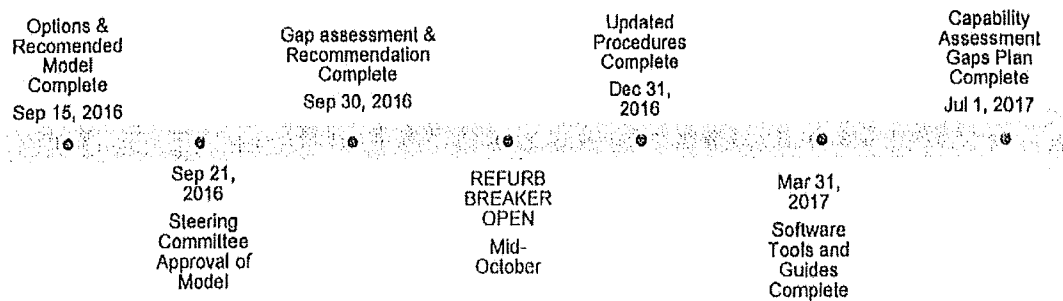 Options &
Recomended
Model
Complete
Sep 15, 2016
Sep 21,
2016
Steering
Committee
Approval of
Model
Gap assessment &
Recommendation
Complete
Sep 30, 2016
REFURB
BREAKER
OPEN
Mid-
October
Updated
Procedures
Complete
Dec 31,
2016
Mar 31,
2017
Software
Tools and
Guides
Complete
Capability
Assessment
Gaps Plan
Complete
Jul 1, 2017